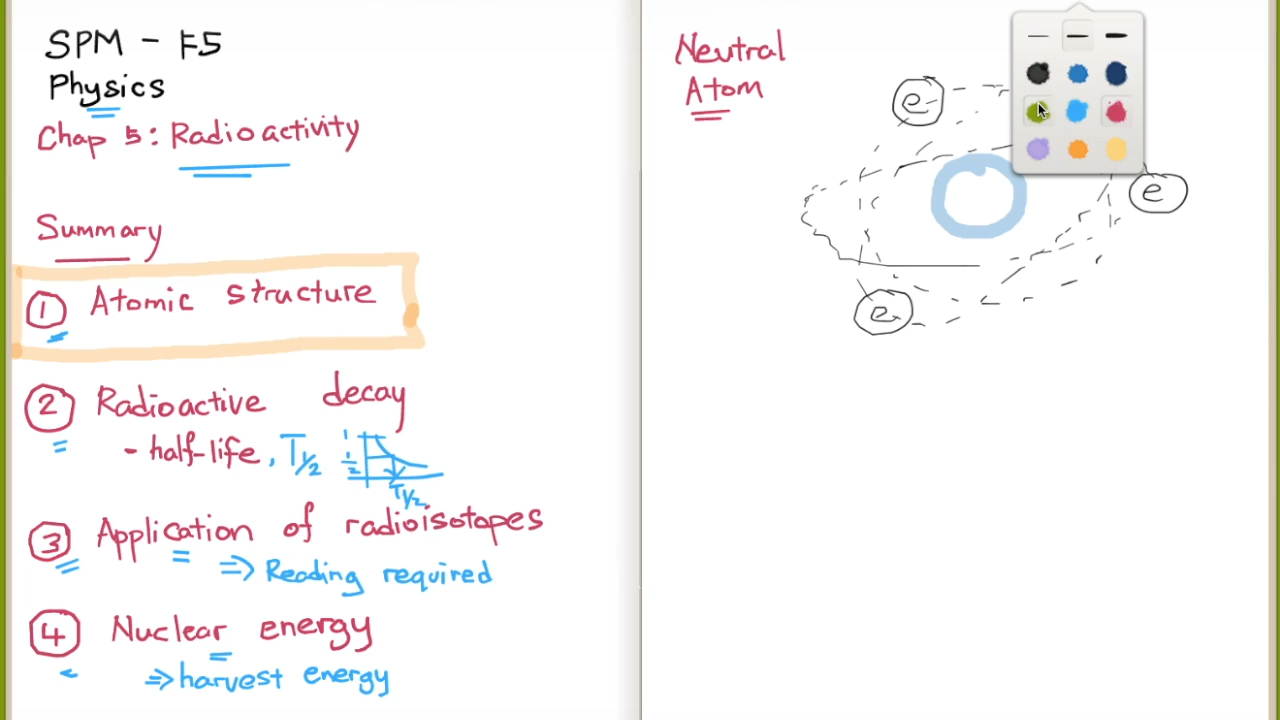 SPM - F5
Physics
Chap 5: Radioactivity
Summary
1 Atomic structure
2 Radioactive decay
- half-life, T1/2
1
1/2
T1/2
3 Application of radioisotopes
=> Reading required
4 Nuclear energy
=> harvest energy
Neutral
Atom
e
e
e